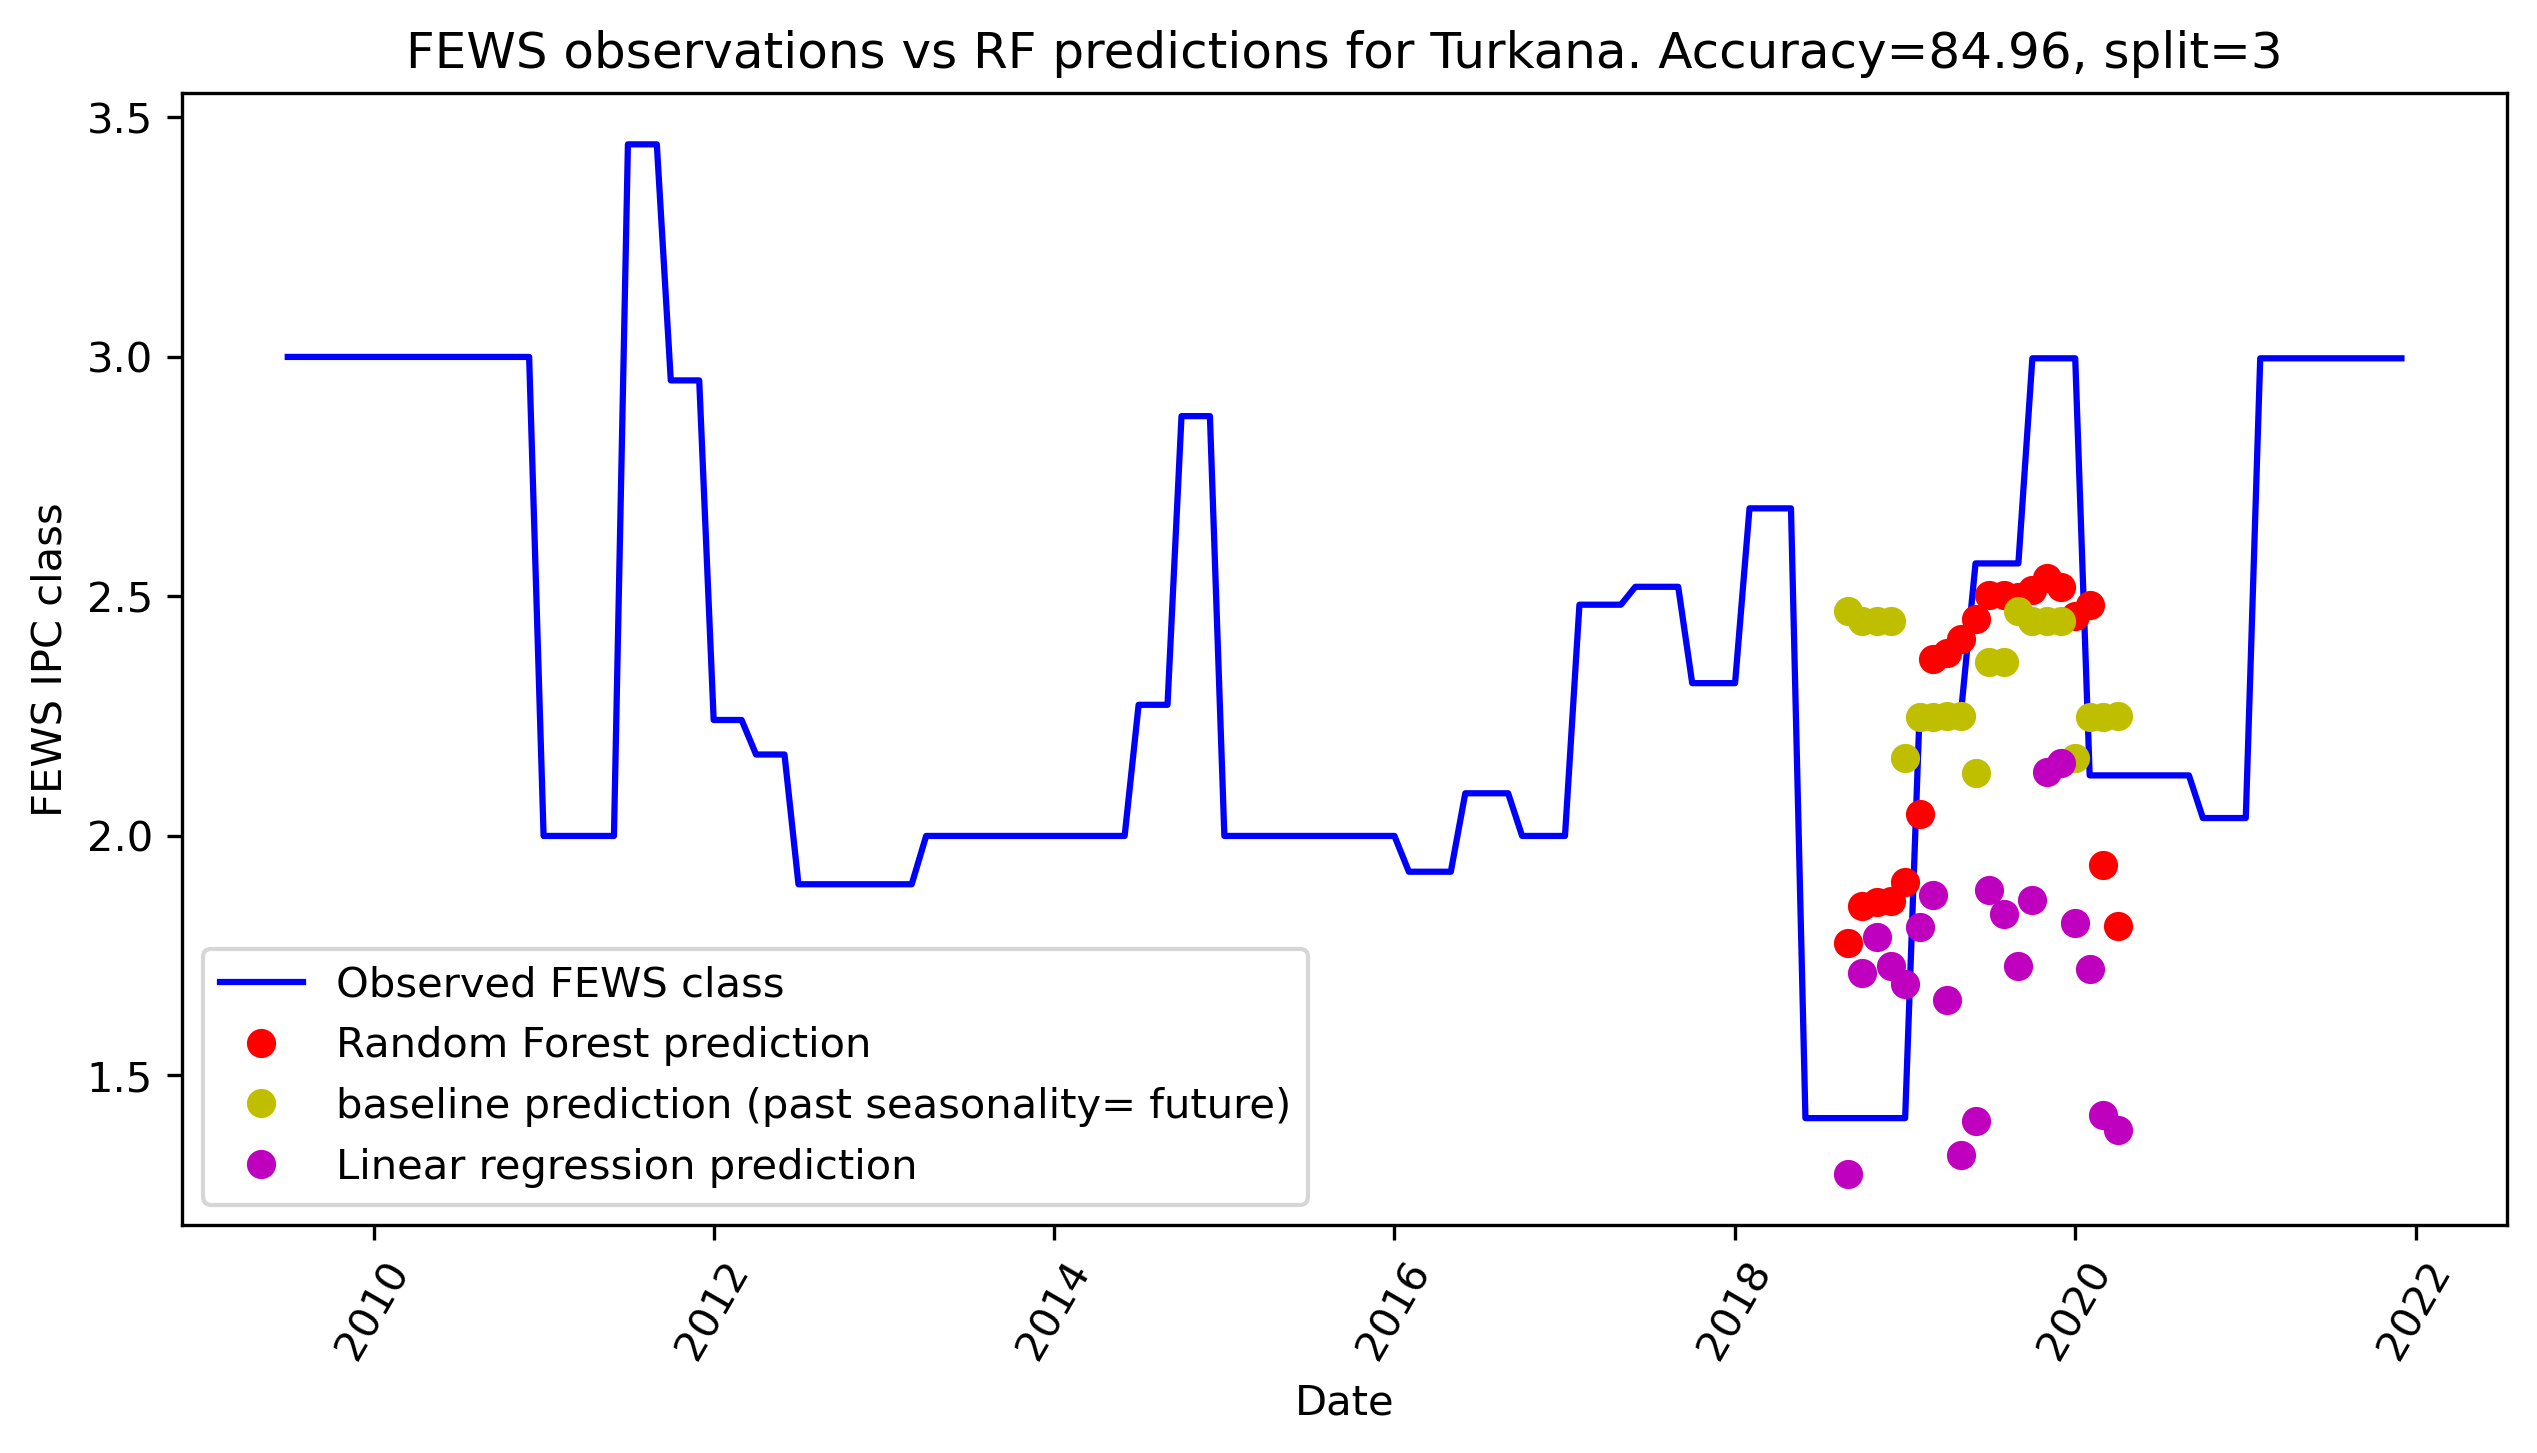 FEWS observations vs RF predictions for Turkana. Accuracy=84.96, split=3
3.5
3.0
2.5
2.0
1.5
FEWS IPC class
Observed FEWS class
Random Forest prediction
baseline prediction (past seasonality= future)
Linear regression prediction
2010
2012
2014
2016
2018
2020
2022
Date